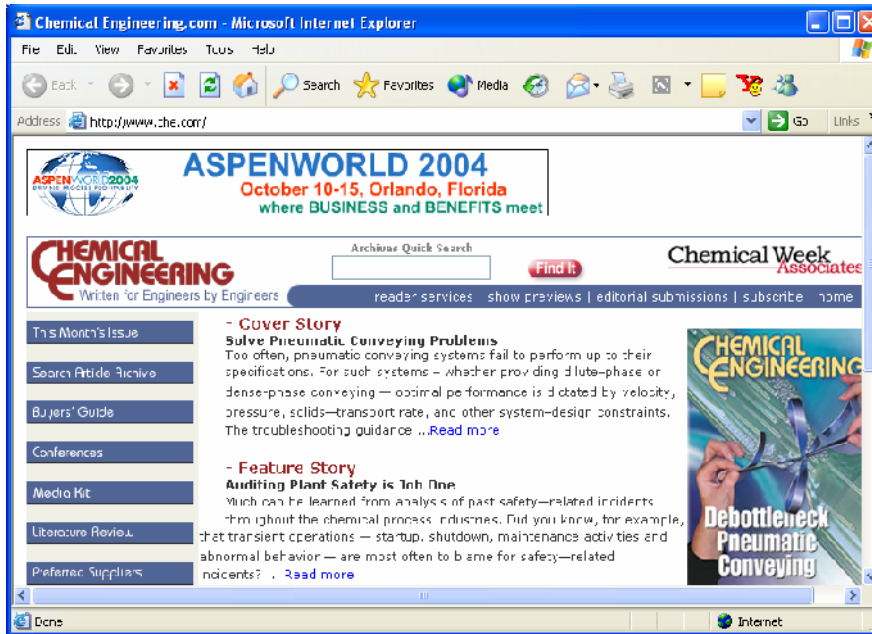 Chemical Engineering.com - Microsoft Internet Explorer
File Edit View Favorites Tools Help
Back Search Favorites Media
Address http://www.che.com/ Go Links
ASPENWORLD 2004
ASPENWORLD2004
October 10-15, Orlando, Florida
where BUSINESS and BENEFITS meet
CHEMICAL ENGINEERING
Written for Engineers by Engineers
Archives Quick Search
Find It
Chemical Week
Associates
reader services show previews | editorial submissions | subscribe home
This Month's Issue
Search Article Archive
Buyers' Guide
Conferences
Media Kit
Literature Review
Preferred Suppliers
- Cover Story
Solve Pneumatic Conveying Problems
Too often, pneumatic conveying systems fail to perform up to their
specifications. For such systems – whether providing dilute–phase or
dense–phase conveying — optimal performance is dictated by velocity,
pressure, solids—transport rate, and other system–design constraints.
The troubleshooting guidance ...Read more
- Feature Story
Auditing Plant Safety is Job One
Much can be learned from analysis of past safety—related incidents
throughout the chemical process industries. Did you know, for example,
that transient operations — startup, shutdown, maintenance activities and
abnormal behavior — are most often to blame for safety—related
incidents? ... Read more
CHEMICAL
ENGINEERING
Debottleneck
Pneumatic
Conveying
Done Internet